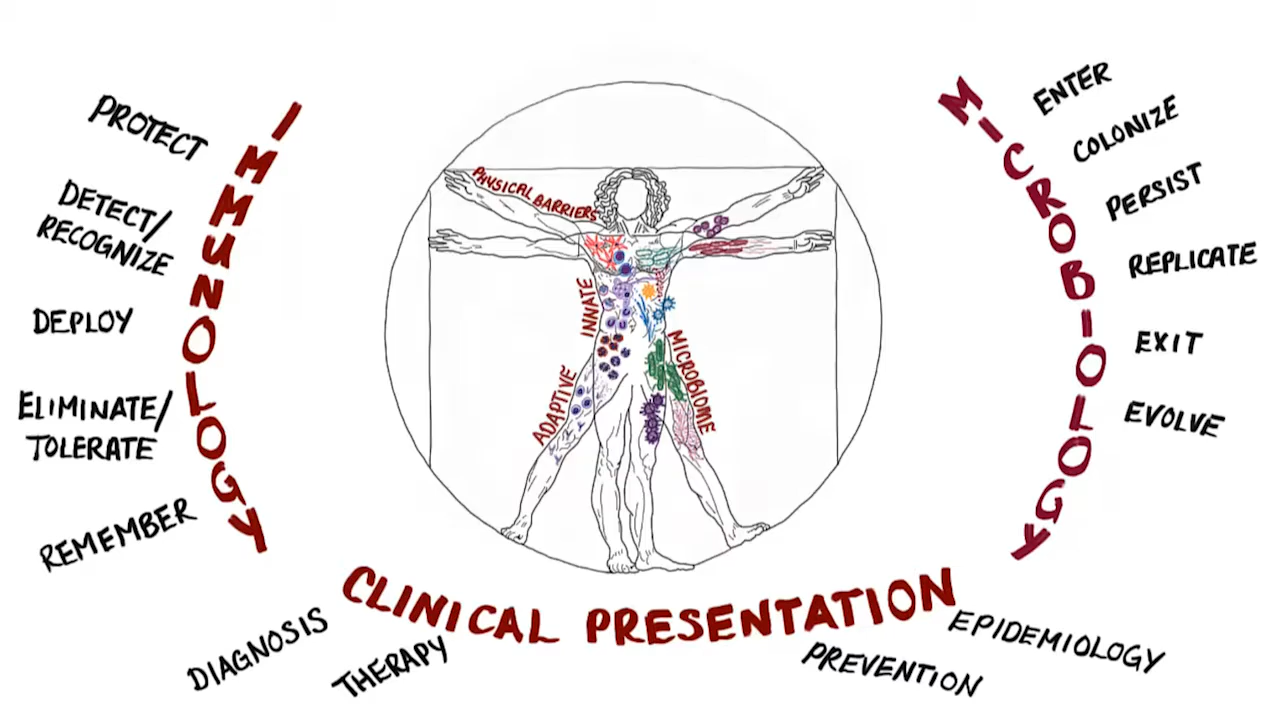 PROTECT
DETECT/
RECOGNIZE
DEPLOY
ELIMINATE/
TOLERATE
REMEMBER
IMMUNOLOGY
PHYSICAL BARRIERS
INNATE
ADAPTIVE
MICROBIOME
MICROBIOLOGY
ENTER
COLONIZE
PERSIST
REPLICATE
EXIT
EVOLVE
CLINICAL PRESENTATION
DIAGNOSIS
THERAPY
PREVENTION
EPIDEMIOLOGY